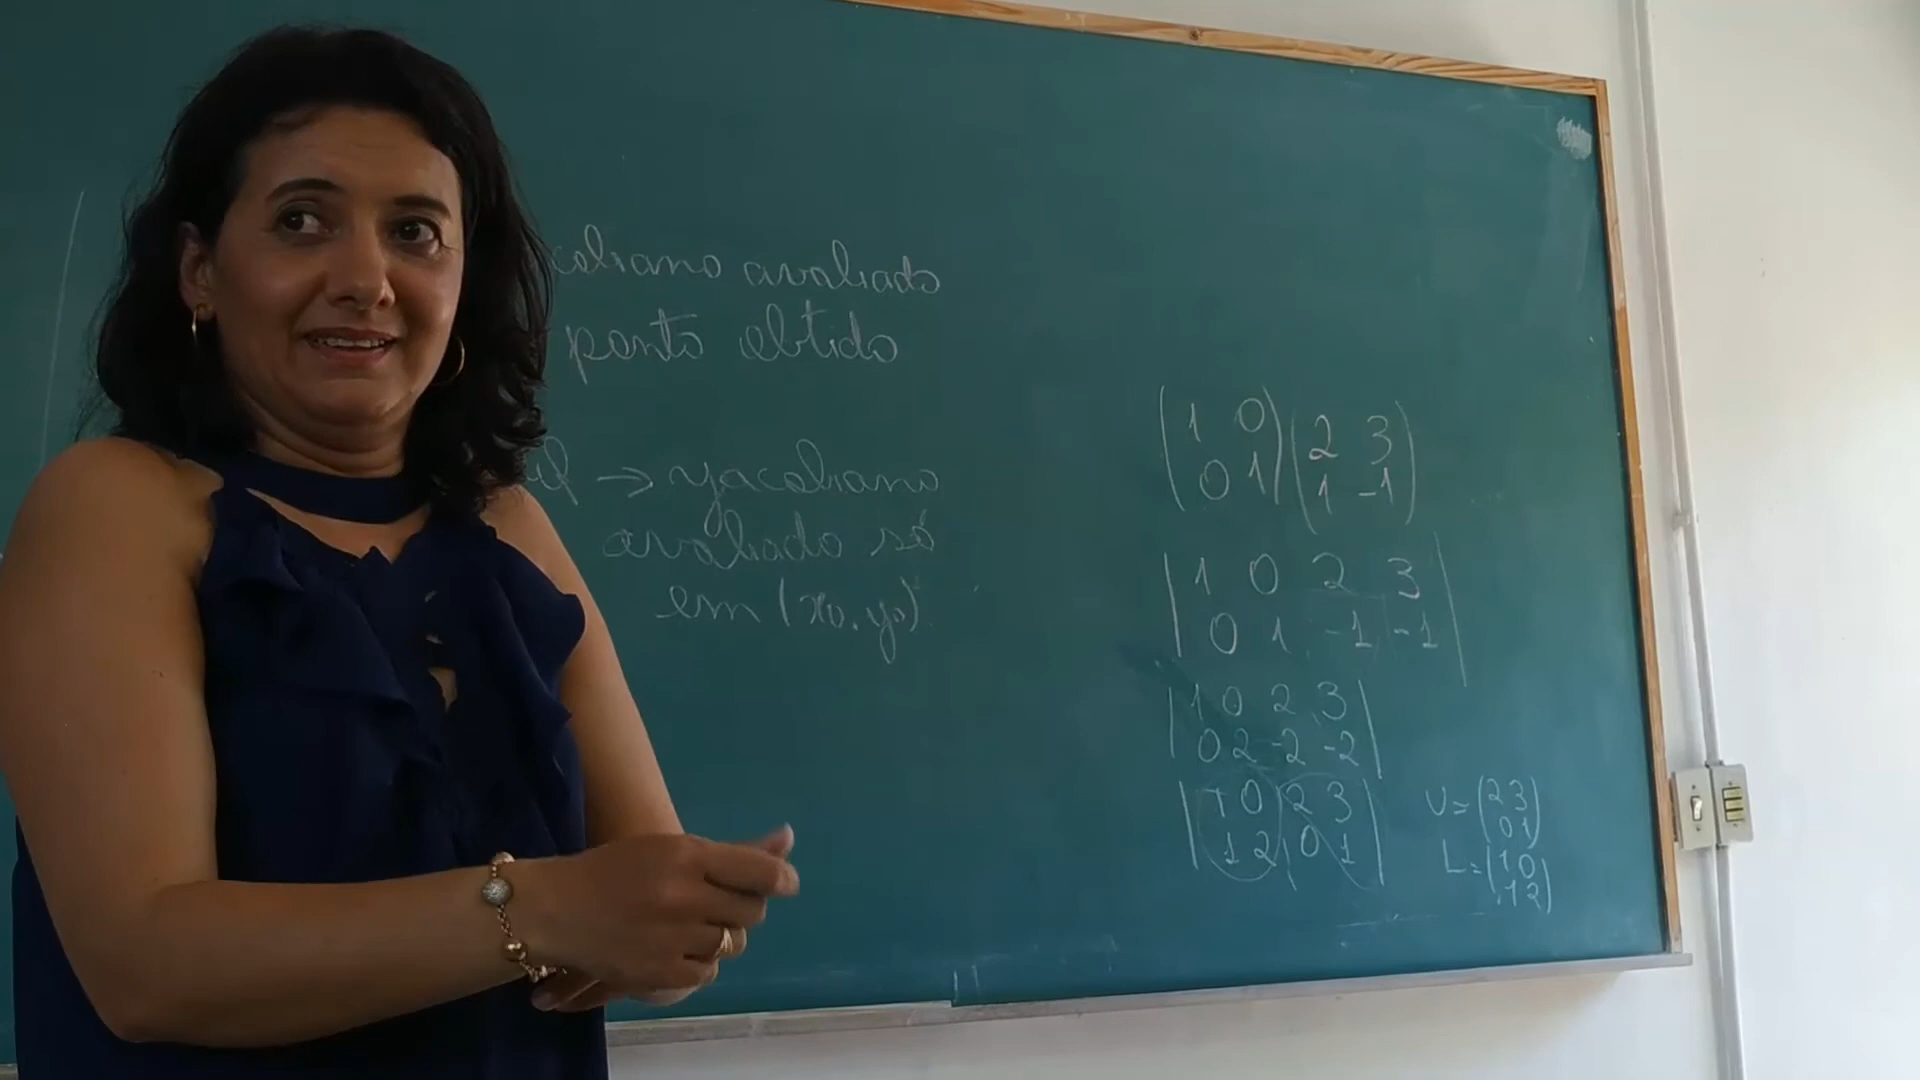 avaliado
ponto obtido
→ yacobiano
avaliado só
em (x0, y0)
(1 0) (2 3)
(0 1) (1 -1)
|1 0 2 3|
|0 1 -1 -1|
|1 0 2 3|
|0 2 -2 -2|
|1 0 | 2 3|
|1 2 | 0 1|
U = (2 3)
(0 1)
L = (1 0)
(1 2)